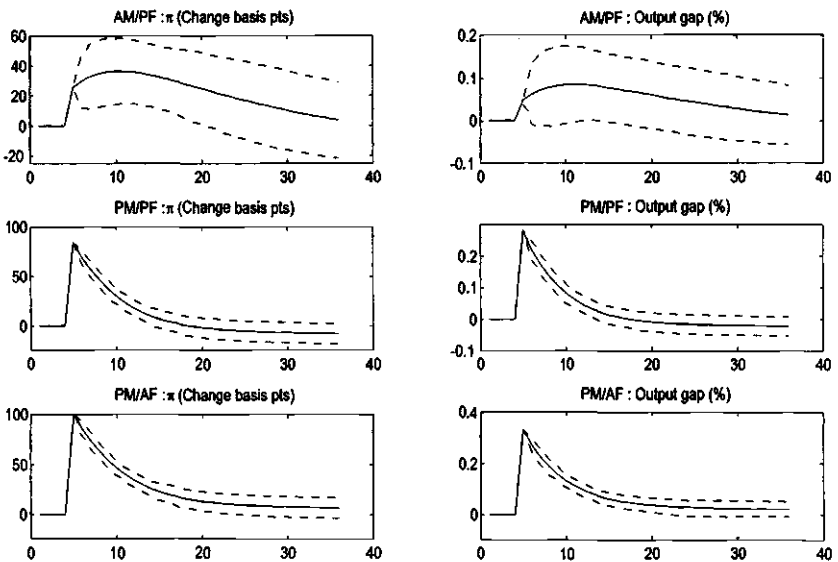 AM/PF : π (Change basis pts)
60
40
20
0
-20
0 10 20 30 40
AM/PF : Output gap (%)
0.2
0.1
0
-0.1
0 10 20 30 40
PM/PF : π (Change basis pts)
100
50
0
0 10 20 30 40
PM/PF : Output gap (%)
0.2
0.1
0
-0.1
0 10 20 30 40
PM/AF : π (Change basis pts)
100
50
0
0 10 20 30 40
PM/AF : Output gap (%)
0.4
0.2
0
0 10 20 30 40